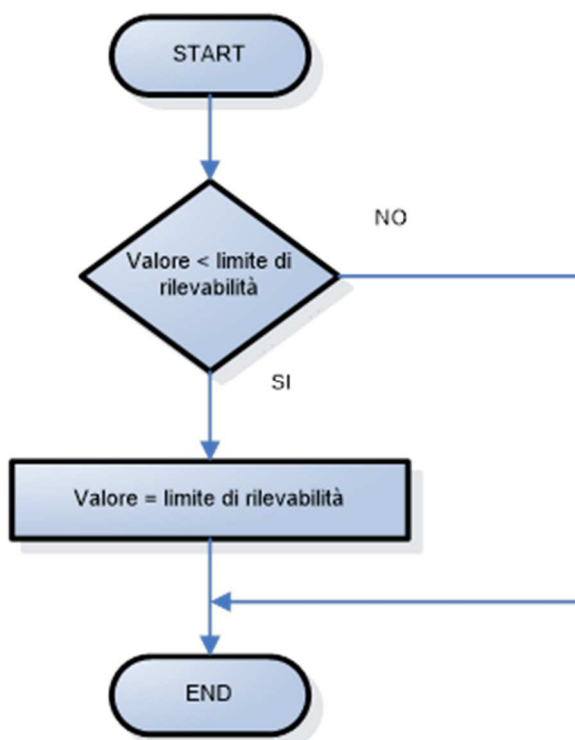 START
NO
Valore < limite di
rilevabilità
SI
Valore = limite di rilevabilità
END